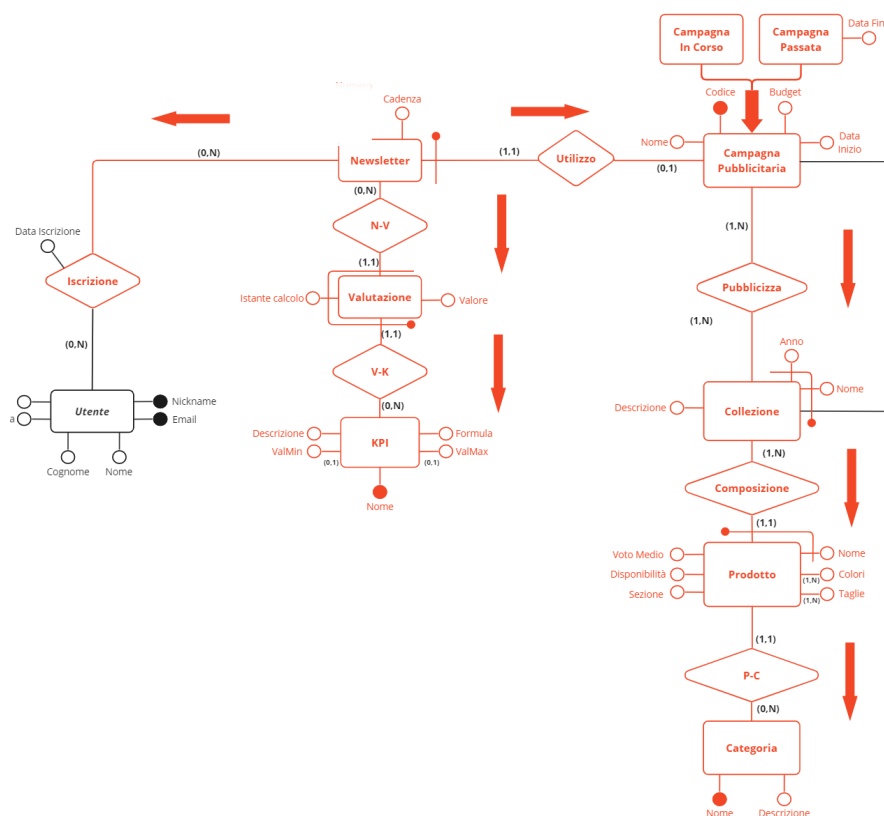 Campagna
In Corso
Campagna
Passata
Data Fin
Codice
Budget
Cadenza
Nome
Campagna
Pubblicitaria
Data
Inizio
(0,N)
Newsletter
(1,1)
Utilizzo
(0,1)
(0,N)
(1,N)
N-V
Data Iscrizione
(1,1)
Iscrizione
Istante calcolo
Valutazione
Valore
Pubblicizza
(1,N)
(1,1)
(0,N)
Anno
V-K
Nome
(0,N)
Nickname
Descrizione
Collezione
a
Utente
Email
Descrizione
KPI
Formula
ValMin
(0,1)
(0,1)
ValMax
(1,N)
Cognome
Nome
Composizione
Nome
(1,1)
Voto Medio
Nome
Disponibilità
Prodotto
(1,N)
Colori
Sezione
(1,N)
Taglie
(1,1)
P-C
(0,N)
Categoria
Nome
Descrizione